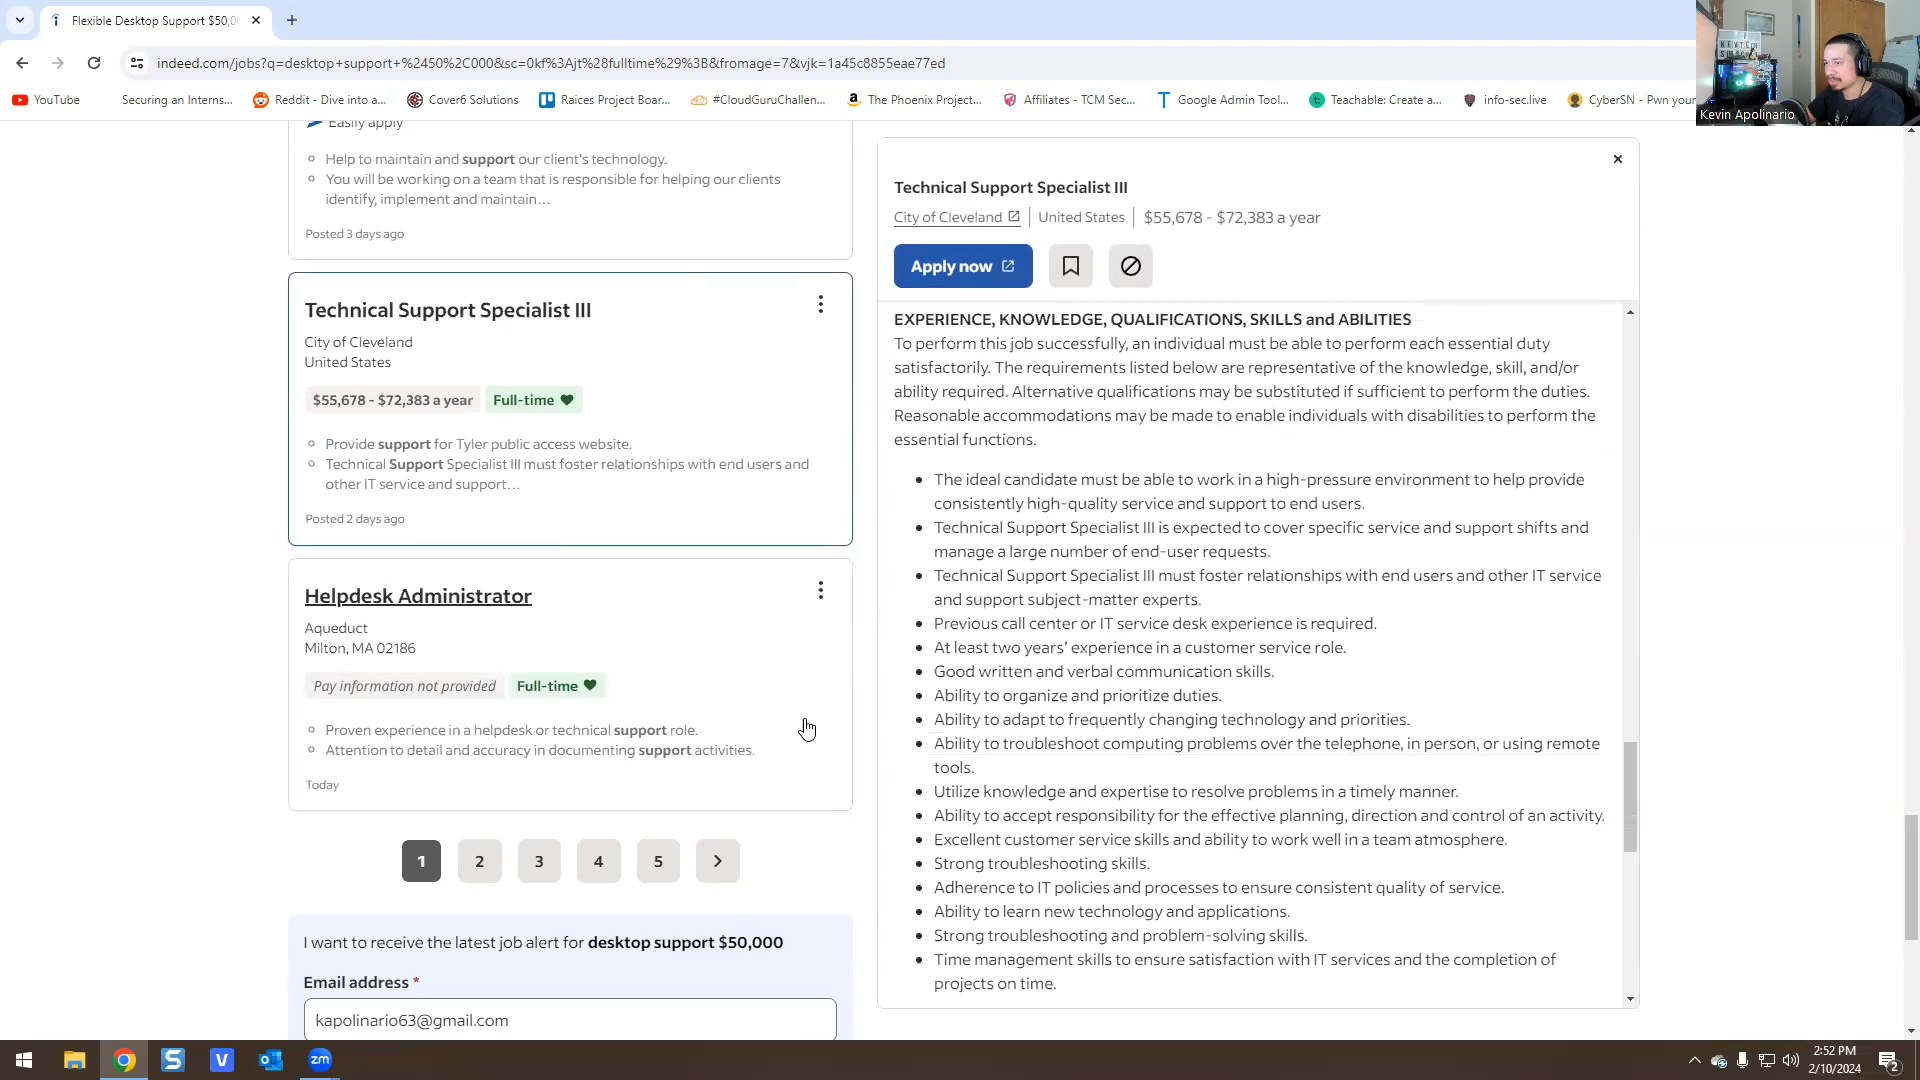 Flexible Desktop Support $50,0
indeed.com/jobs?q=desktop+support+%2450%2C000&sc=0kf%3Ajt%28fulltime%29%3B&fromage=7&vjk=1a45c8855eae77ed
YouTube
Securing an Interns...
Reddit - Dive into a...
Cover6 Solutions
Raices Project Boar...
#CloudGuruChallen...
The Phoenix Project...
Affiliates - TCM Sec...
Google Admin Tool...
Teachable: Create a...
info-sec.live
CyberSN - Pwn your
Kevin Apolinario
Easily apply
Help to maintain and support our client's technology.
You will be working on a team that is responsible for helping our clients
identify, implement and maintain...
Posted 3 days ago
Technical Support Specialist III
City of Cleveland
United States
$55,678 - $72,383 a year
Full-time
Provide support for Tyler public access website.
Technical Support Specialist III must foster relationships with end users and
other IT service and support...
Posted 2 days ago
Helpdesk Administrator
Aqueduct
Milton, MA 02186
Pay information not provided
Full-time
Proven experience in a helpdesk or technical support role.
Attention to detail and accuracy in documenting support activities.
Today
1 2 3 4 5
I want to receive the latest job alert for desktop support $50,000
Email address *
kapolinario63@gmail.com
Technical Support Specialist III
City of Cleveland
United States
$55,678 - $72,383 a year
Apply now
EXPERIENCE, KNOWLEDGE, QUALIFICATIONS, SKILLS and ABILITIES
To perform this job successfully, an individual must be able to perform each essential duty
satisfactorily. The requirements listed below are representative of the knowledge, skill, and/or
ability required. Alternative qualifications may be substituted if sufficient to perform the duties.
Reasonable accommodations may be made to enable individuals with disabilities to perform the
essential functions.
The ideal candidate must be able to work in a high-pressure environment to help provide
consistently high-quality service and support to end users.
Technical Support Specialist III is expected to cover specific service and support shifts and
manage a large number of end-user requests.
Technical Support Specialist III must foster relationships with end users and other IT service
and support subject-matter experts.
Previous call center or IT service desk experience is required.
At least two years’ experience in a customer service role.
Good written and verbal communication skills.
Ability to organize and prioritize duties.
Ability to adapt to frequently changing technology and priorities.
Ability to troubleshoot computing problems over the telephone, in person, or using remote
tools.
Utilize knowledge and expertise to resolve problems in a timely manner.
Ability to accept responsibility for the effective planning, direction and control of an activity.
Excellent customer service skills and ability to work well in a team atmosphere.
Strong troubleshooting skills.
Adherence to IT policies and processes to ensure consistent quality of service.
Ability to learn new technology and applications.
Strong troubleshooting and problem-solving skills.
Time management skills to ensure satisfaction with IT services and the completion of
projects on time.
zm
2:52 PM
2/10/2024
2